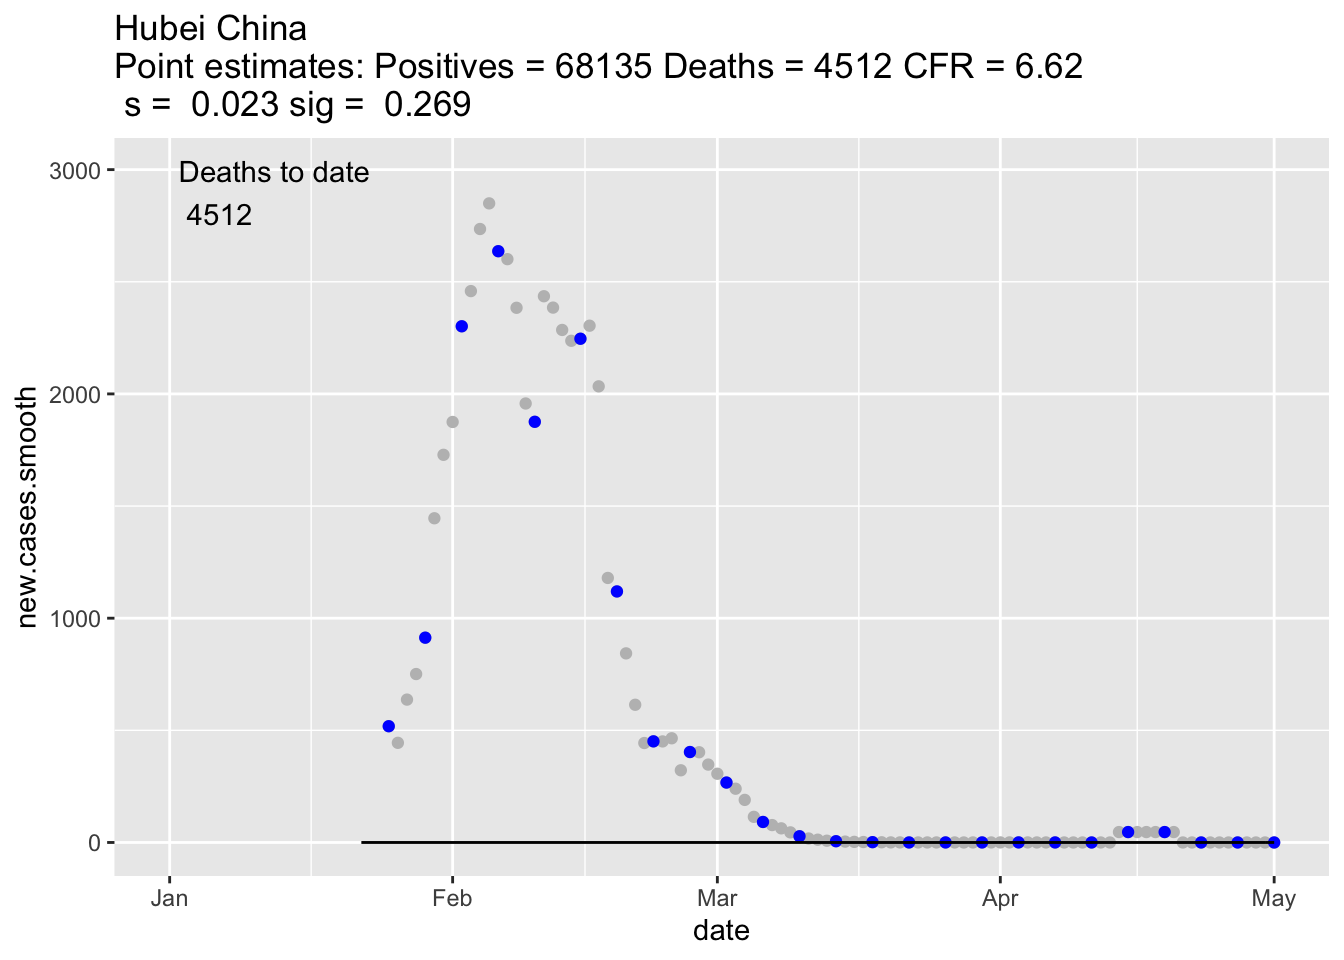 Hubei China
Point estimates: Positives = 68135 Deaths = 4512 CFR = 6.62
s =  0.023 sig =  0.269
Deaths to date
4512
3000
2000
1000
0
new.cases.smooth
Jan Feb Mar Apr May
date